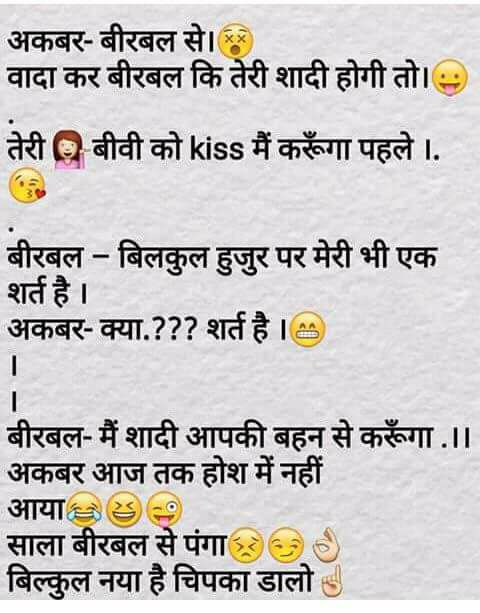 अकबर- बीरबल से।😵
वादा कर बीरबल कि तेरी शादी होगी तो।😛
.
तेरी 💁 बीवी को kiss मैं करूँगा पहले ।.
😘
.
बीरबल – बिलकुल हुजुर पर मेरी भी एक
शर्त है ।
अकबर- क्या.??? शर्त है ।😁
।
।
बीरबल- मैं शादी आपकी बहन से करूँगा .।।
अकबर आज तक होश में नहीं
आया😂😆😜
साला बीरबल से पंगा😣😏👌
बिल्कुल नया है चिपका डालो☝